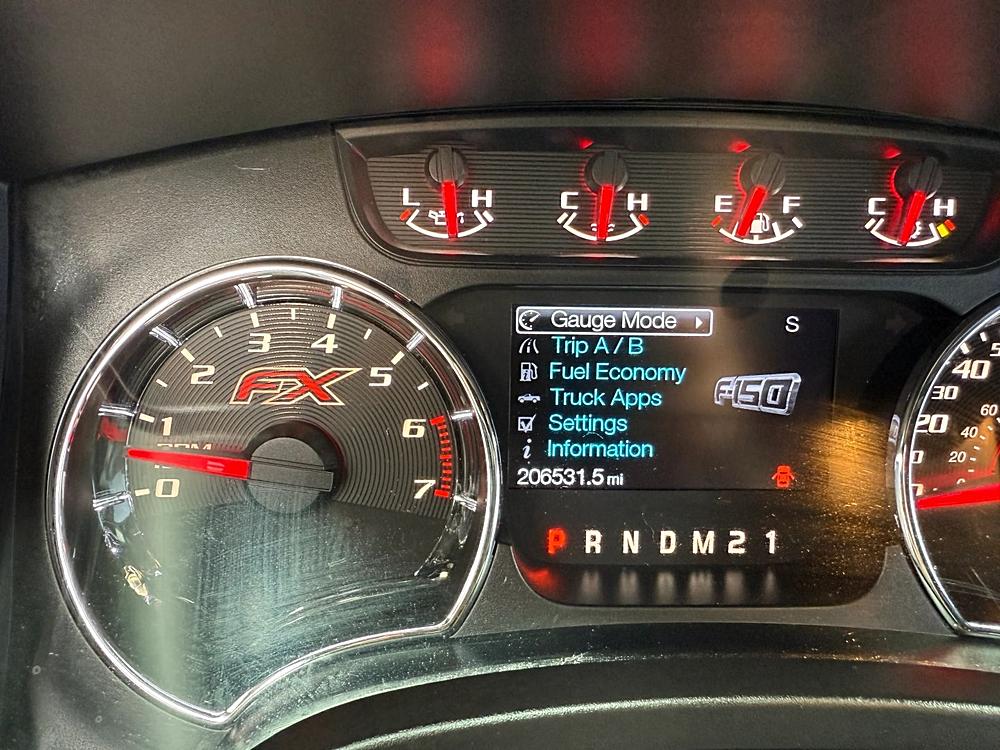 L H
C H
E F
C H
Gauge Mode
S
Trip A / B
Fuel Economy
F-150
Truck Apps
Settings
Information
206531.5 mi
P R N D M 2 1
FX
0
1
2
3
4
5
6
7
20
30
40
20
40
60